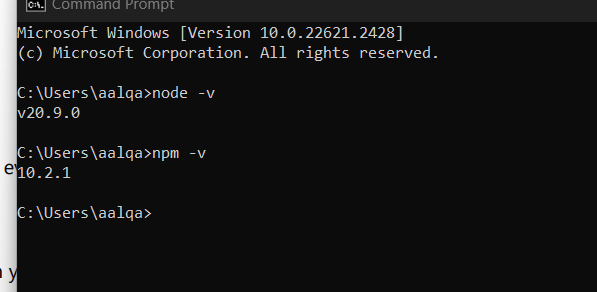 Command Prompt
Microsoft Windows [Version 10.0.22621.2428]
(c) Microsoft Corporation. All rights reserved.
C:\Users\aalqa>node -v
v20.9.0
C:\Users\aalqa>npm -v
10.2.1
C:\Users\aalqa>